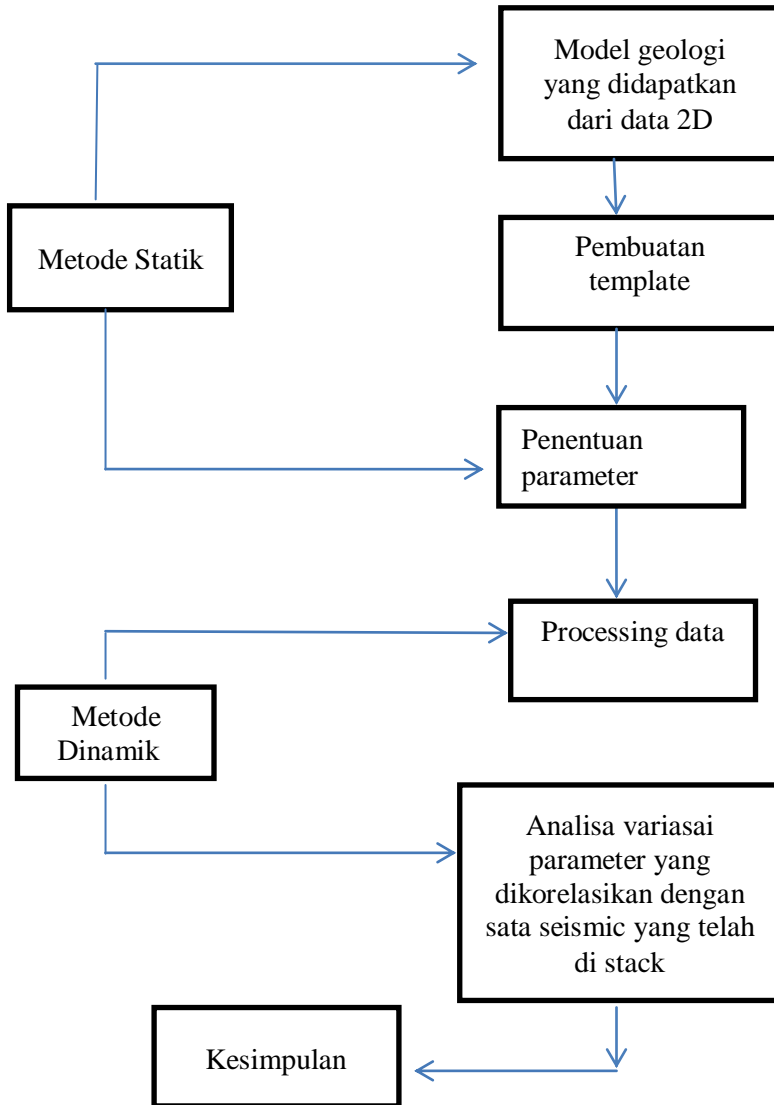 Model geologi
yang didapatkan
dari data 2D
Metode Statik
Pembuatan
template
Penentuan
parameter
Processing data
Metode
Dinamik
Analisa variasai
parameter yang
dikorelasikan dengan
sata seismic yang telah
di stack
Kesimpulan